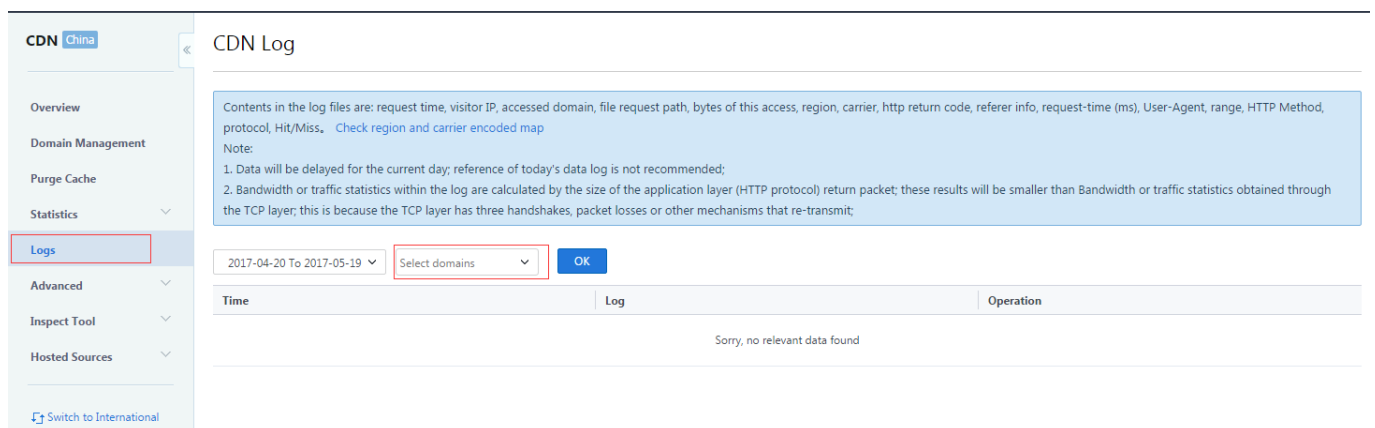 CDN China
CDN Log
Overview
Domain Management
Purge Cache
Statistics
Logs
Advanced
Inspect Tool
Hosted Sources
Switch to International
Contents in the log files are: request time, visitor IP, accessed domain, file request path, bytes of this access, region, carrier, http return code, referer info, request-time (ms), User-Agent, range, HTTP Method,
protocol, Hit/Miss。 Check region and carrier encoded map
Note:
1. Data will be delayed for the current day; reference of today's data log is not recommended;
2. Bandwidth or traffic statistics within the log are calculated by the size of the application layer (HTTP protocol) return packet; these results will be smaller than Bandwidth or traffic statistics obtained through
the TCP layer; this is because the TCP layer has three handshakes, packet losses or other mechanisms that re-transmit;
2017-04-20 To 2017-05-19 Select domains OK
Time Log Operation
Sorry, no relevant data found